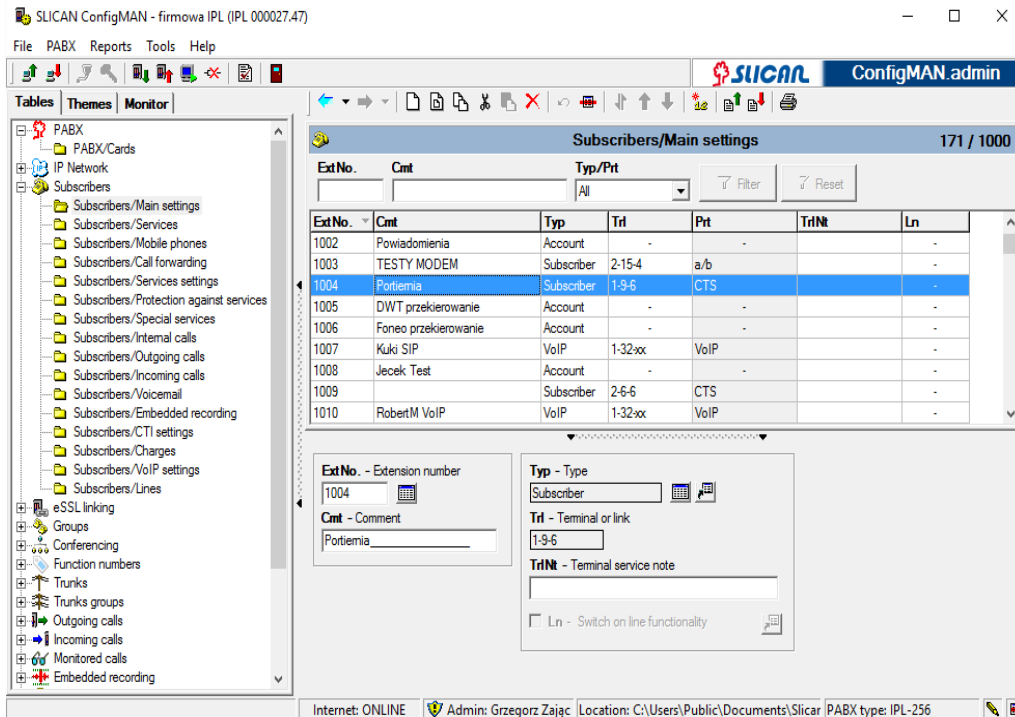 SLICAN ConfigMAN - firmowa IPL (IPL 000027.47)
File PABX Reports Tools Help
SLICAN ConfigMAN.admin
Tables Themes Monitor
PABX
PABX/Cards
IP Network
Subscribers
Subscribers/Main settings
Subscribers/Services
Subscribers/Mobile phones
Subscribers/Call forwarding
Subscribers/Services settings
Subscribers/Protection against services
Subscribers/Special services
Subscribers/Internal calls
Subscribers/Outgoing calls
Subscribers/Incoming calls
Subscribers/Voicemail
Subscribers/Embedded recording
Subscribers/CTI settings
Subscribers/Charges
Subscribers/VoIP settings
Subscribers/Lines
eSSL linking
Groups
Conferencing
Function numbers
Trunks
Trunks groups
Outgoing calls
Incoming calls
Monitored calls
Embedded recording
Subscribers/Main settings 171 / 1000
ExtNo. Cmt Typ/Prt
All Filter Reset
ExtNo. Cmt Typ Trl Prt TrlNt Ln
1002 Powiadomienia Account - - -
1003 TESTY MODEM Subscriber 2-15-4 a/b -
1004 Portiernia Subscriber 1-9-6 CTS -
1005 DWT przekierowanie Account - - -
1006 Foneo przekierowanie Account - - -
1007 Kuki SIP VoIP 1-32-xx VoIP -
1008 Jecek Test Account - - -
1009 Subscriber 2-6-6 CTS -
1010 RobertM VoIP VoIP 1-32-xx VoIP -
ExtNo. - Extension number
1004
Cmt - Comment
Portiernia
Typ - Type
Subscriber
Trl - Terminal or link
1-9-6
TrlNt - Terminal service note
Ln - Switch on line functionality
Internet: ONLINE Admin: Grzegorz Zając Location: C:\Users\Public\Documents\Slican PABX type: IPL-256